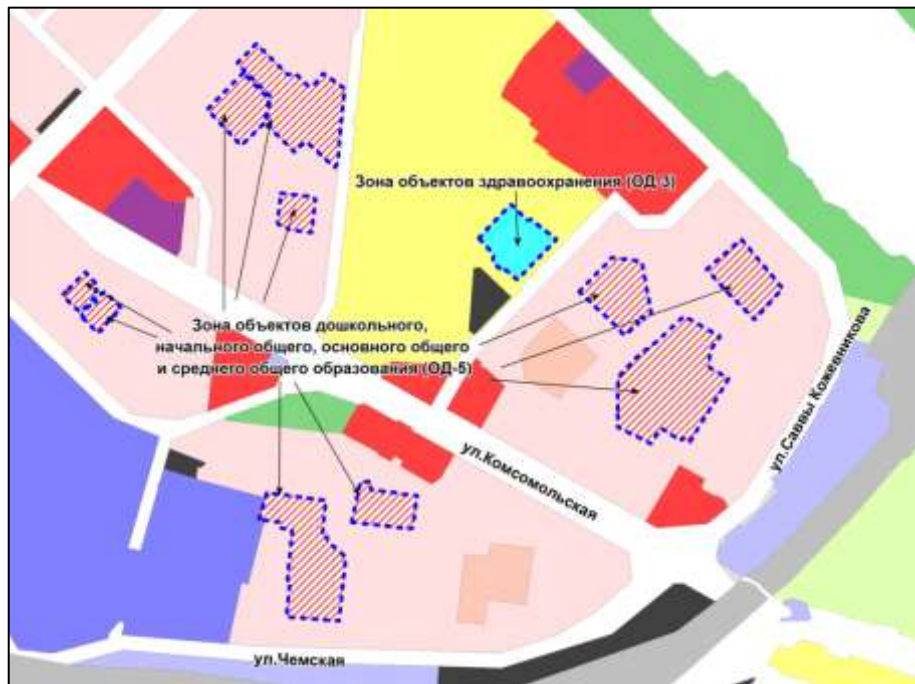 Зона объектов здравоохранения (ОД-3)
Зона объектов дошкольного,
начального общего, основного общего
и среднего общего образования (ОД-5)
ул.Саввы Кожевникова
ул.Комсомольская
ул.Чемская